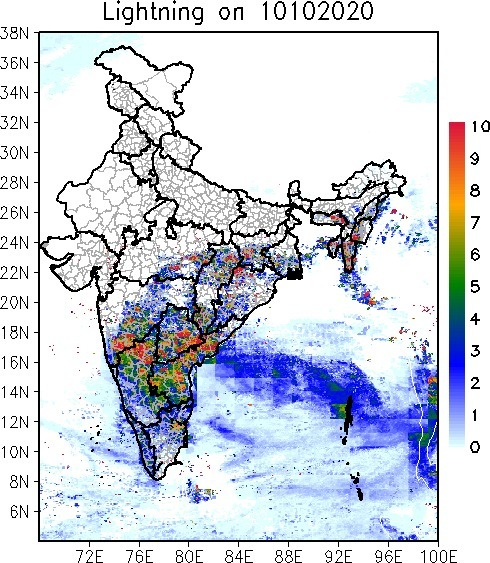 Lightning on 10102020
38N
36N
34N
32N
30N
28N
26N
24N
22N
20N
18N
16N
14N
12N
10N
8N
6N
72E 76E 80E 84E 88E 92E 96E 100E
10
9
8
7
6
5
4
3
2
1
0